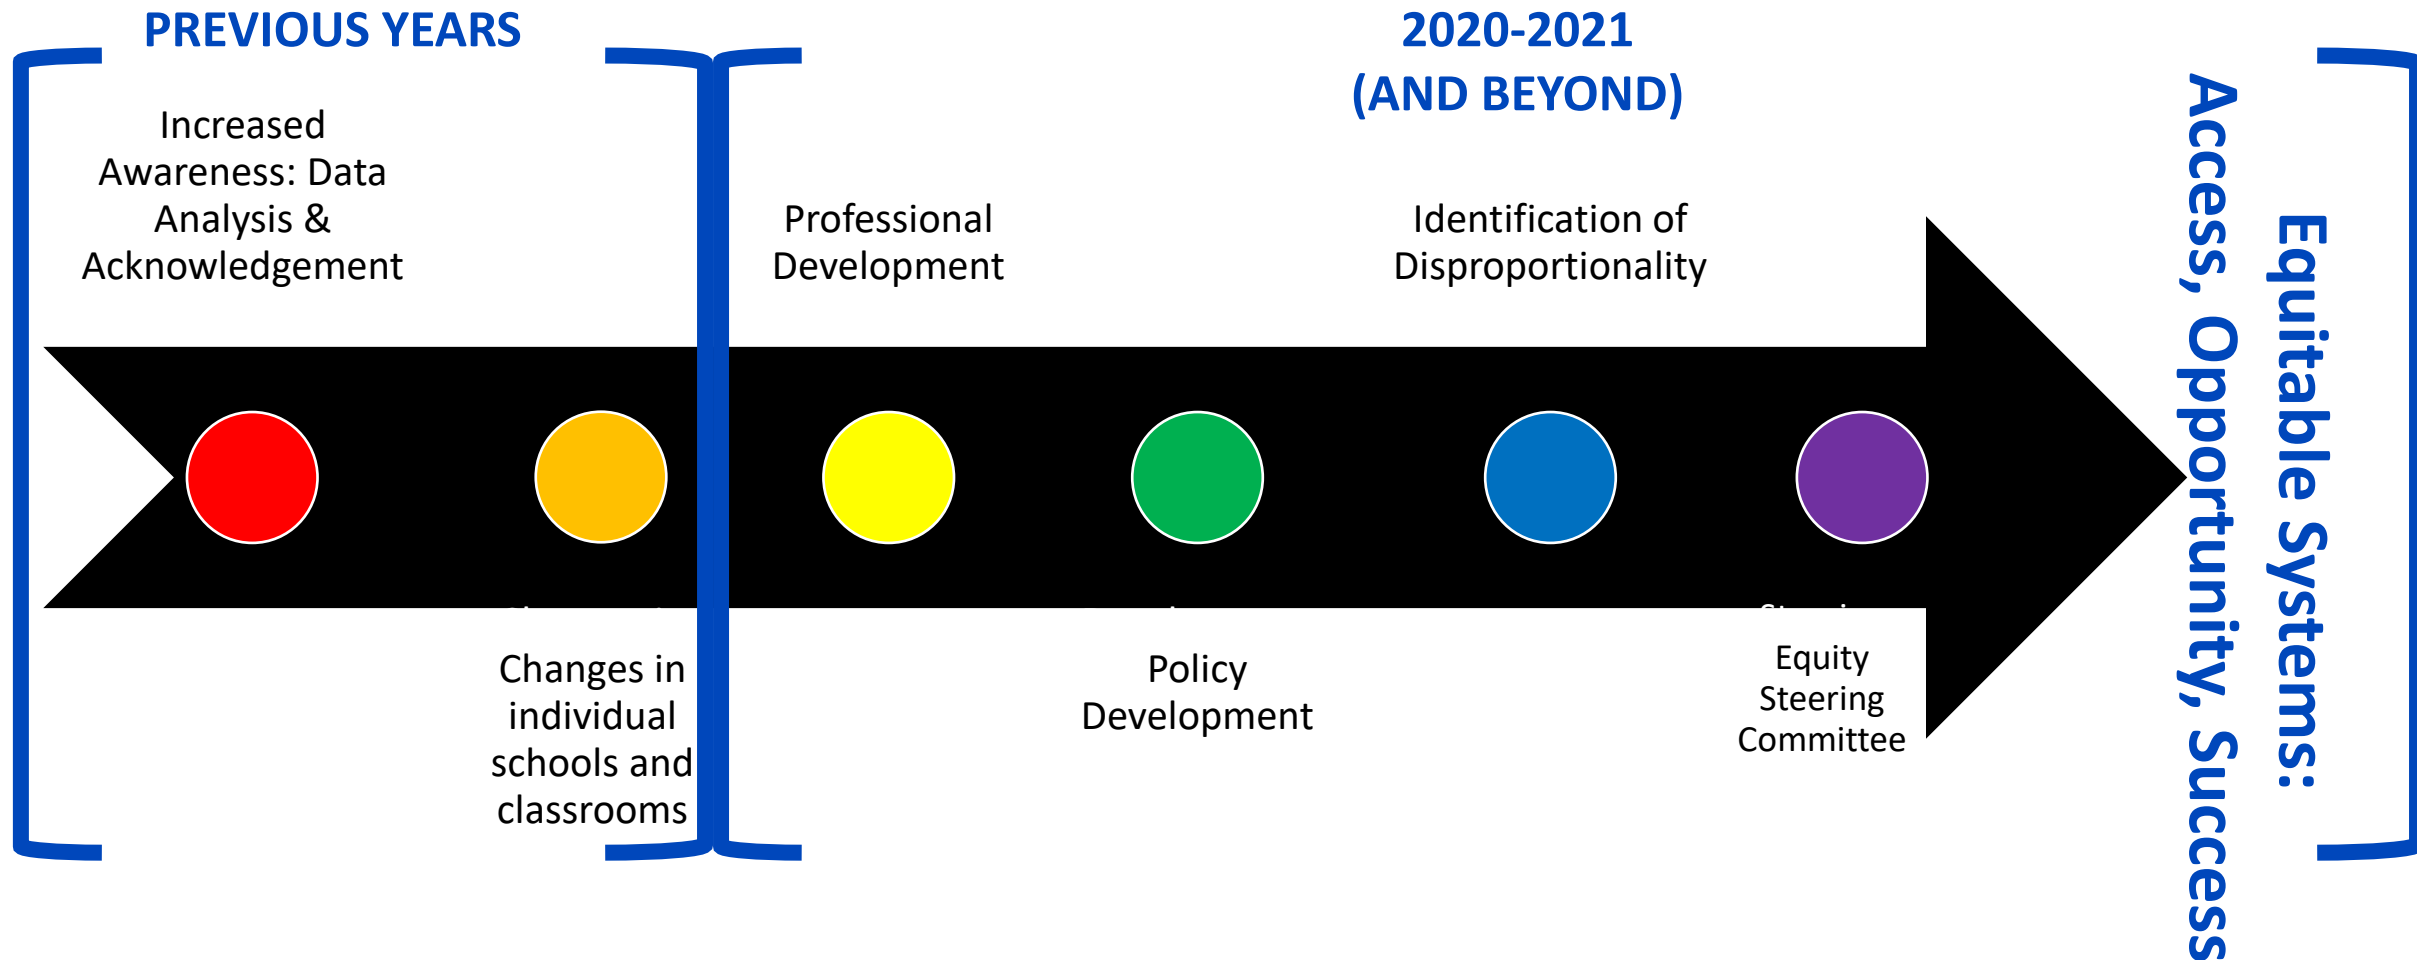 PREVIOUS YEARS
Increased
Awareness: Data
Analysis &
Acknowledgement
Changes in
individual
schools and
classrooms
2020-2021
(AND BEYOND)
Professional
Development
Policy
Development
Identification of
Disproportionality
Equity
Steering
Committee
Equitable Systems:
Access, Opportunity, Success